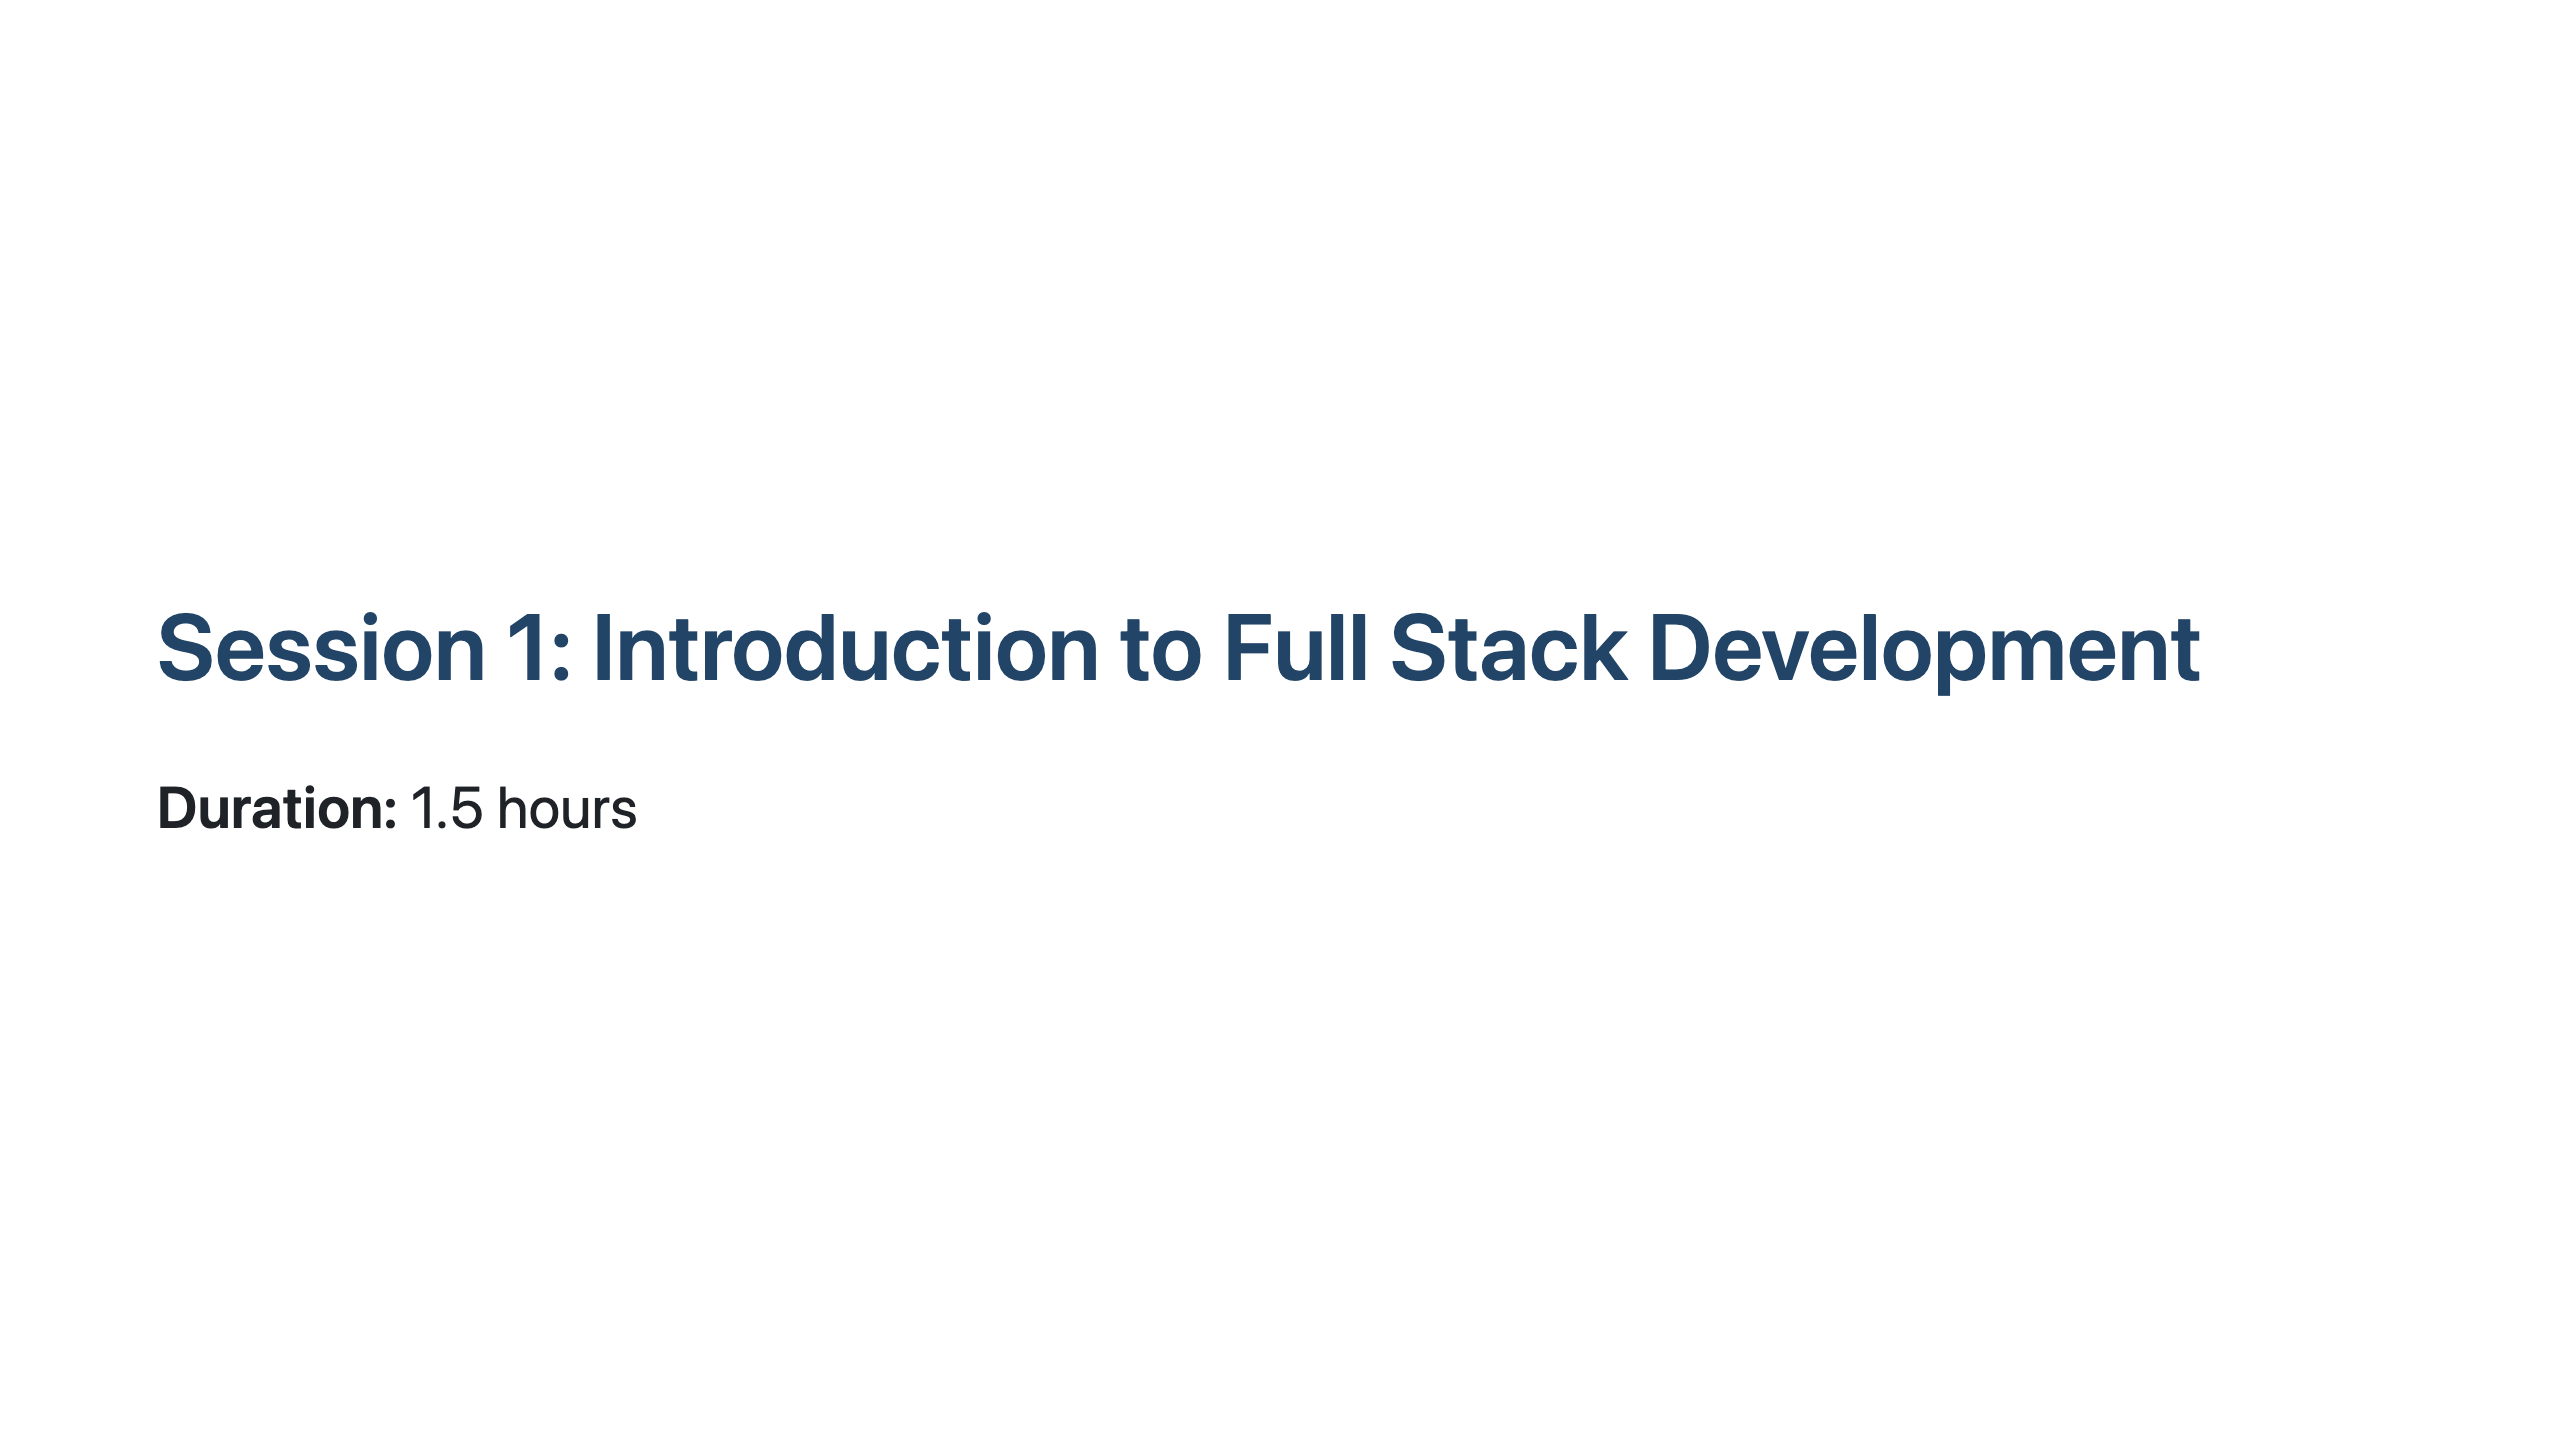 Session 1: Introduction to Full Stack Development
Duration: 1.5 hours